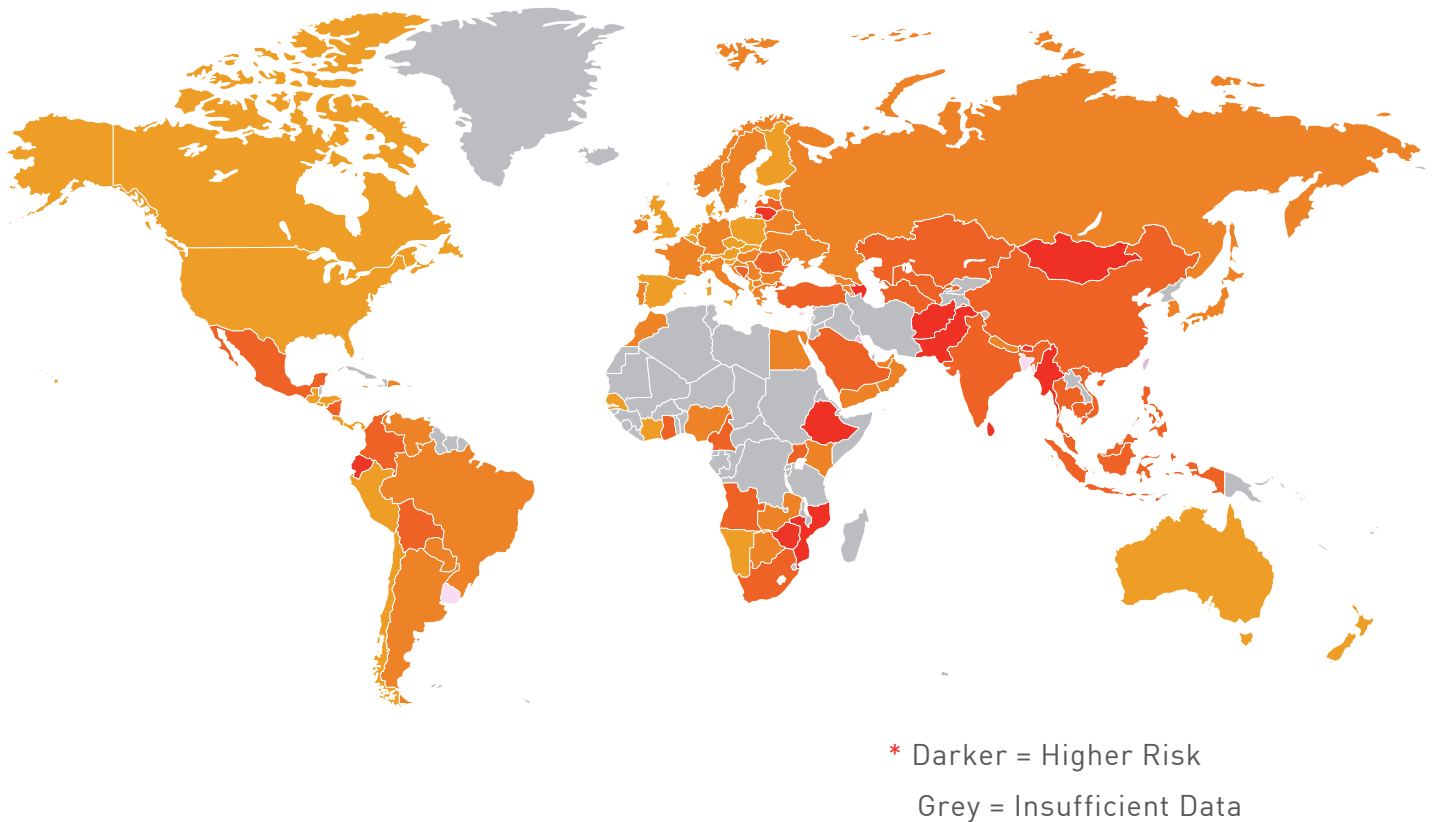 * Darker = Higher Risk
Grey = Insufficient Data